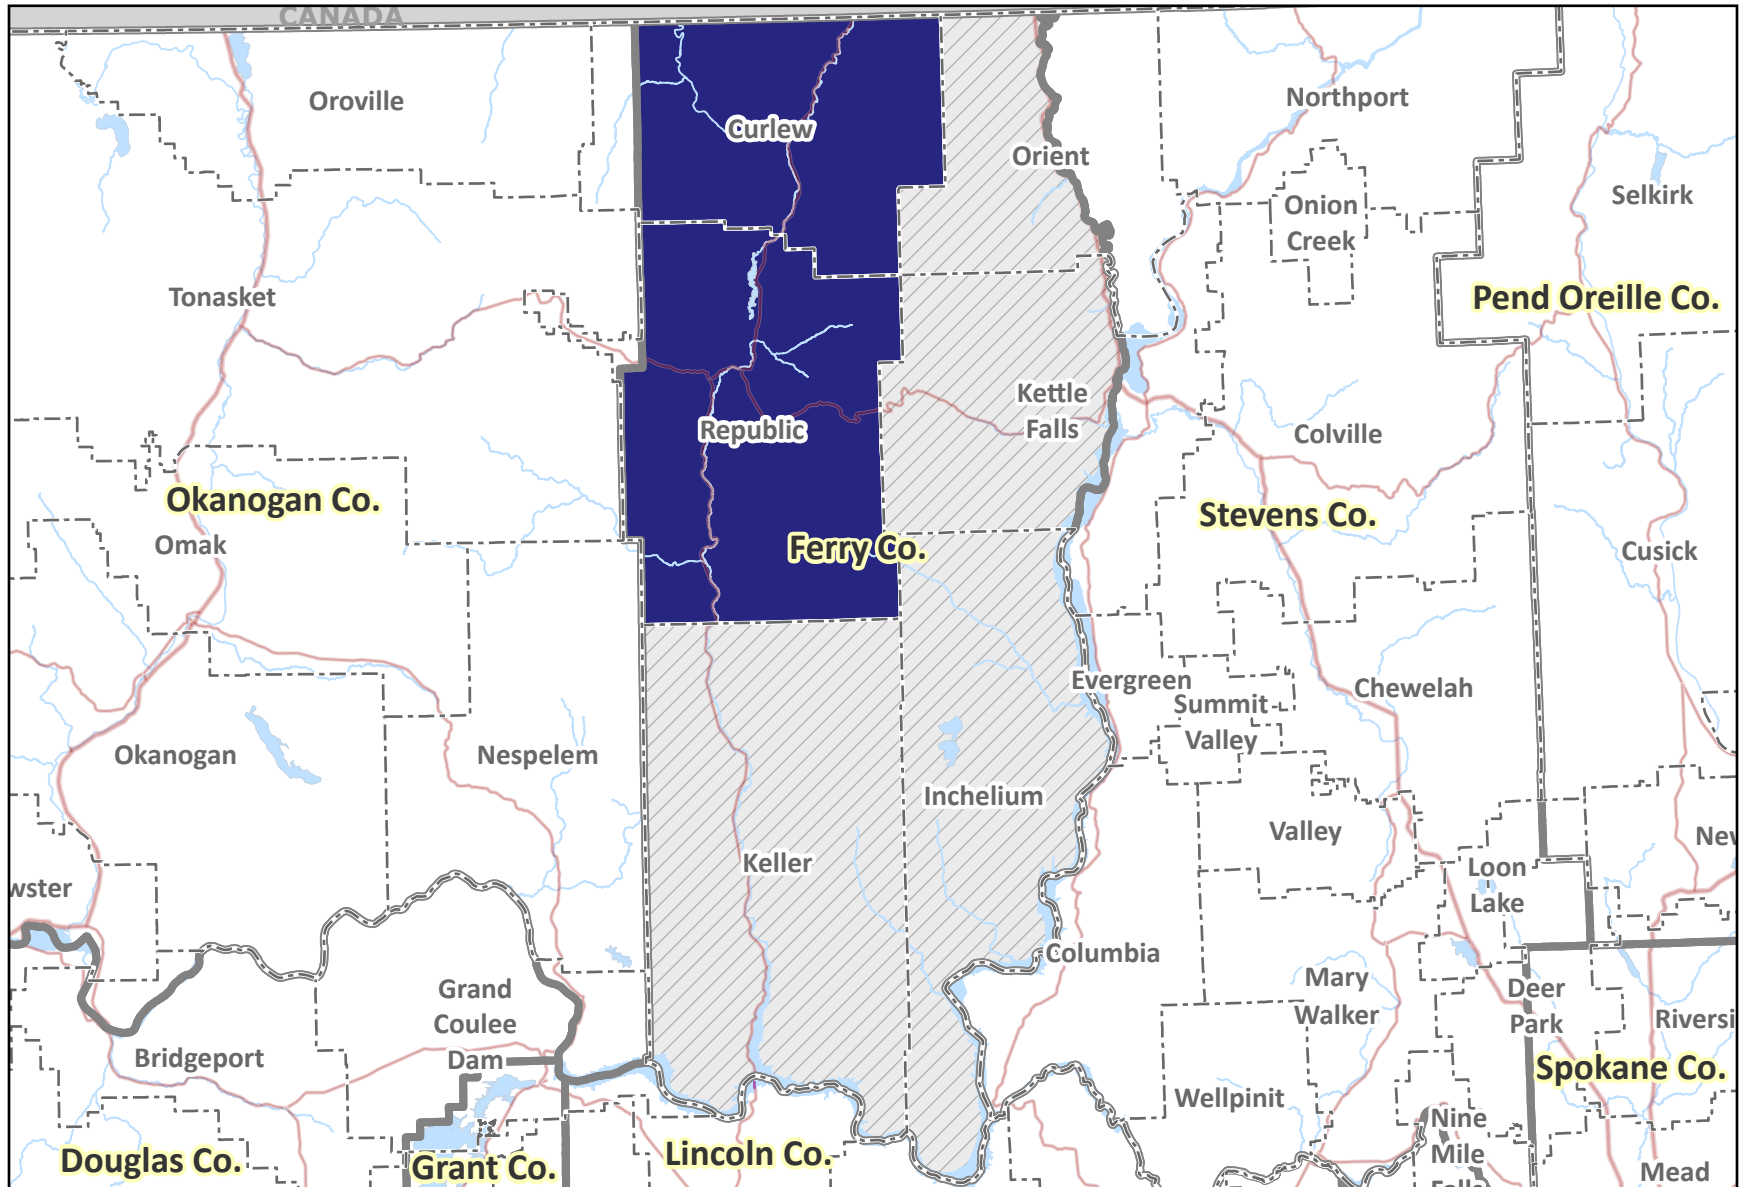 CANADA
Oroville
Curlew
Northport
Orient
Selkirk
Onion
Creek
Tonasket
Pend Oreille Co.
Kettle
Falls
Republic
Colville
Okanogan Co.
Stevens Co.
Omak
Ferry Co.
Cusick
Evergreen
Chewelah
Summit
Valley
Okanogan
Nespelem
Inchelium
Valley
New
Keller
Loon
Lake
wster
Columbia
Mary
Walker
Grand
Coulee
Dam
Deer
Park
Riversi
Bridgeport
Spokane Co.
Wellpinit
Nine
Mile
Falls
Douglas Co.
Grant Co.
Lincoln Co.
Mead